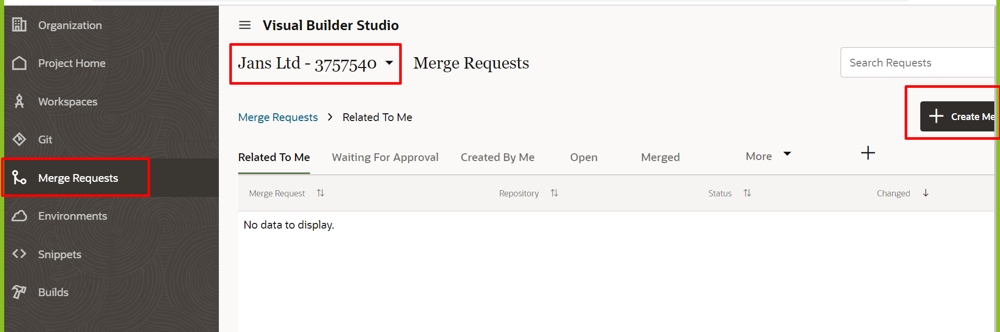 Organization
Project Home
Workspaces
Git
Merge Requests
Environments
Snippets
Builds
Visual Builder Studio
Jans Ltd - 3757540 Merge Requests
Search Requests
Merge Requests > Related To Me
Create Me
Related To Me Waiting For Approval Created By Me Open Merged More
Merge Request Repository Status Changed
No data to display.